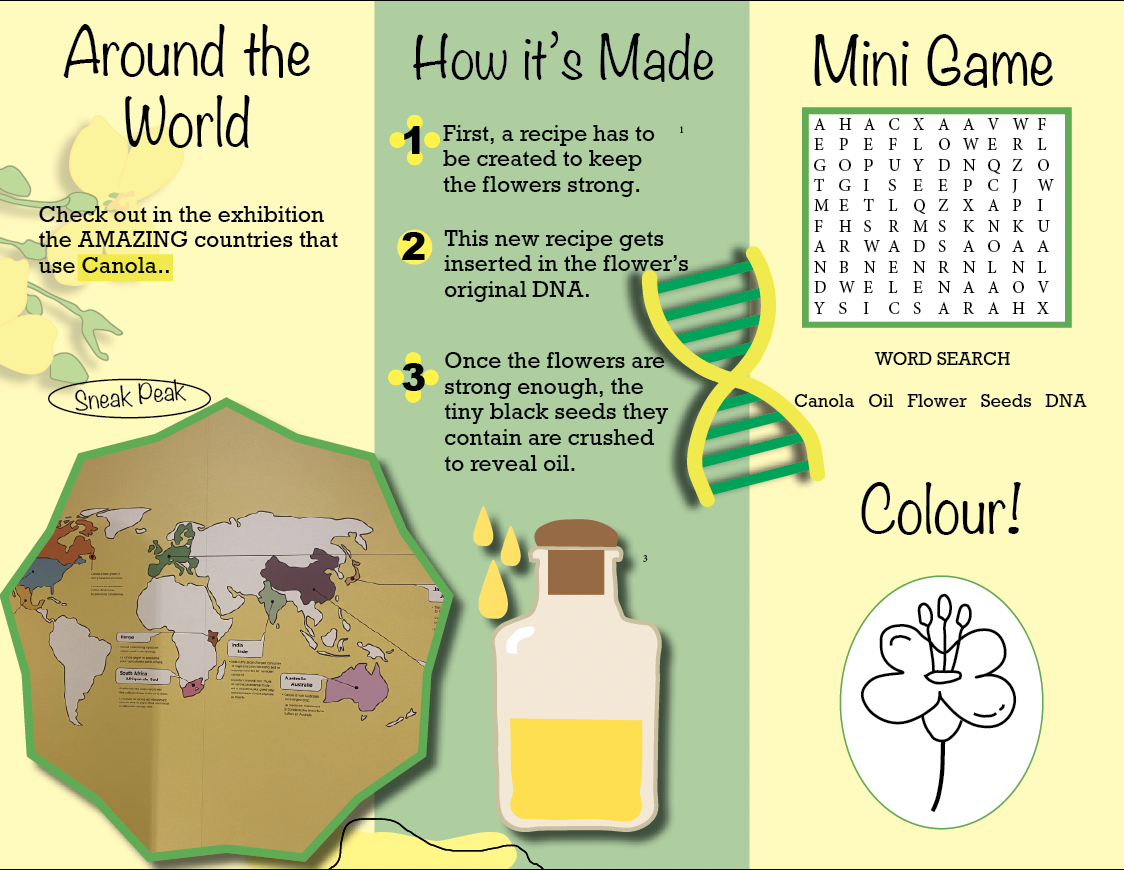 Around the
World
Check out in the exhibition
the AMAZING countries that
use Canola..
Sneak Peak
Kenya
India
South Africa
Australia
Australia
How it's Made
1 First, a recipe has to 1
be created to keep
the flowers strong.
2 This new recipe gets
inserted in the flower's
original DNA.
3 Once the flowers are
strong enough, the
tiny black seeds they
contain are crushed
to reveal oil.
3
Mini Game
A H A C X A A V W F
E P E F L O W E R L
G O P U Y D N Q Z O
T G I S E E P C J W
M E T L Q Z X A P I
F H S R M S K N K U
A R W A D S A O A A
N B N E N R N L N L
D W E L E N A A O V
Y S I C S A R A H X
WORD SEARCH
Canola Oil Flower Seeds DNA
Colour!